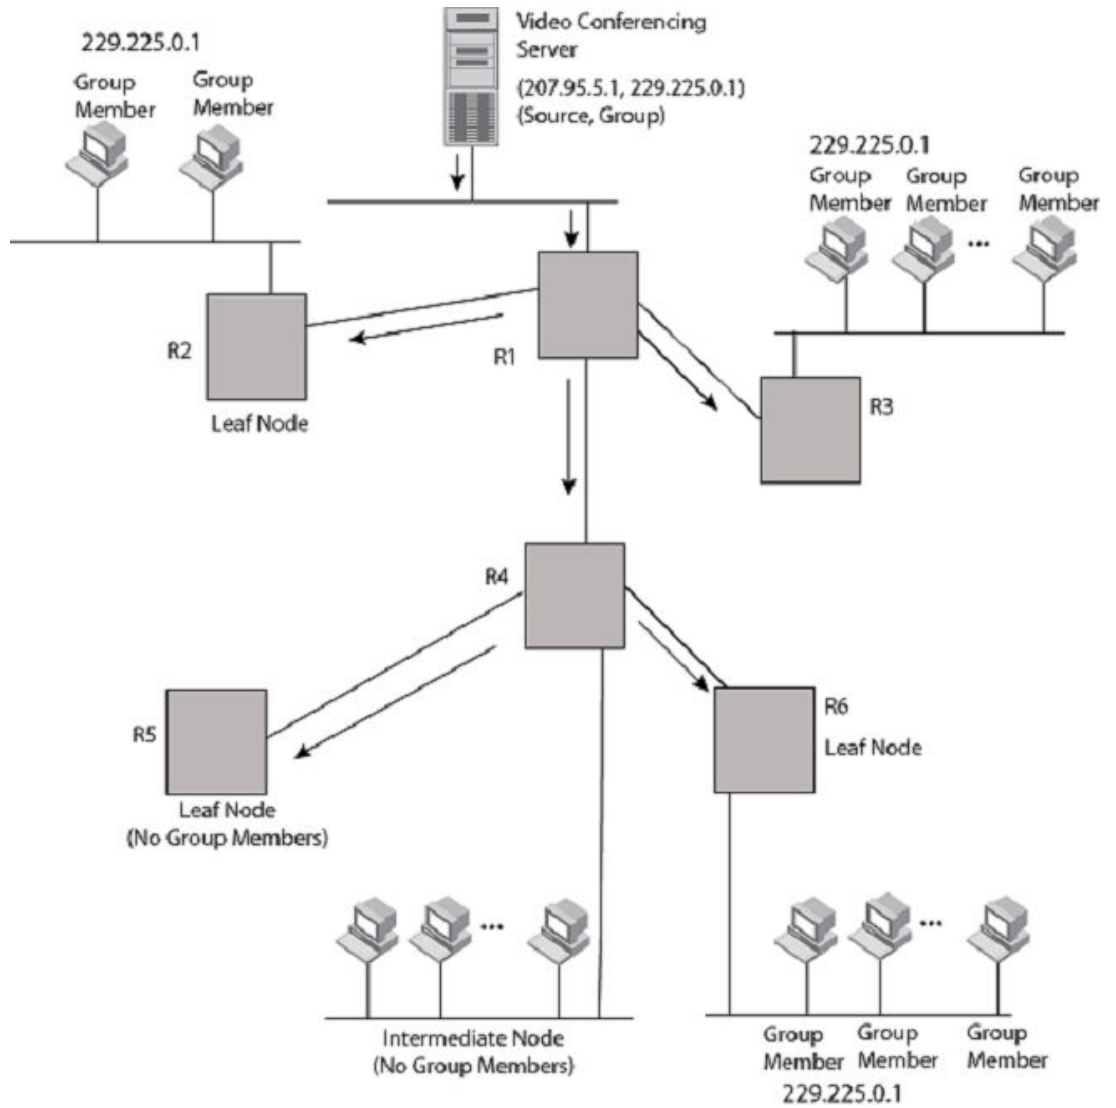 229.225.0.1
Group
Member
Group
Member
Video Conferencing
Server
(207.95.5.1, 229.225.0.1)
(Source, Group)
229.225.0.1
Group
Member
Group
Member
...
Group
Member
R2
Leaf Node
R1
R3
R4
R5
Leaf Node
(No Group Members)
R6
Leaf Node
...
Intermediate Node
(No Group Members)
...
Group
Member
Group
Member
Group
Member
229.225.0.1